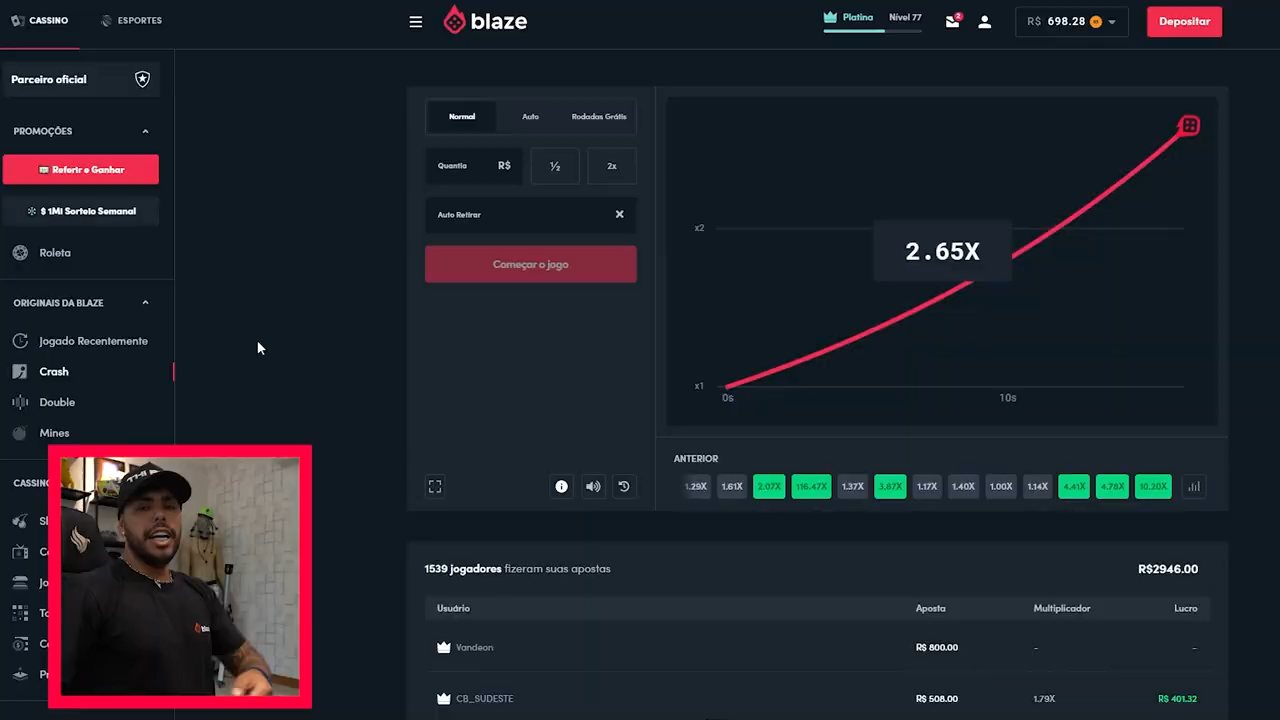 CASSINO
ESPORTES
blaze
Platina Nível 77
2
R$ 698.28
Depositar
Parceiro oficial
PROMOÇÕES
Referir e Ganhar
$ 1Mi Sorteio Semanal
Roleta
ORIGINAIS DA BLAZE
Jogado Recentemente
Crash
Double
Mines
CASSINO
Normal
Auto
Rodadas Grátis
Quantia R$
½
2x
Auto Retirar
Começar o jogo
x2
2.65X
x1
0s
10s
ANTERIOR
1.29X 1.61X 2.07X 116.47X 1.37X 3.87X 1.17X 1.40X 1.00X 1.14X 4.41X 4.78X 10.20X
1539 jogadores fizeram suas apostas
R$2946.00
Usuário Aposta Multiplicador Lucro
Vandeon R$ 800.00 - -
CB_SUDESTE R$ 508.00 1.79X R$ 401.32